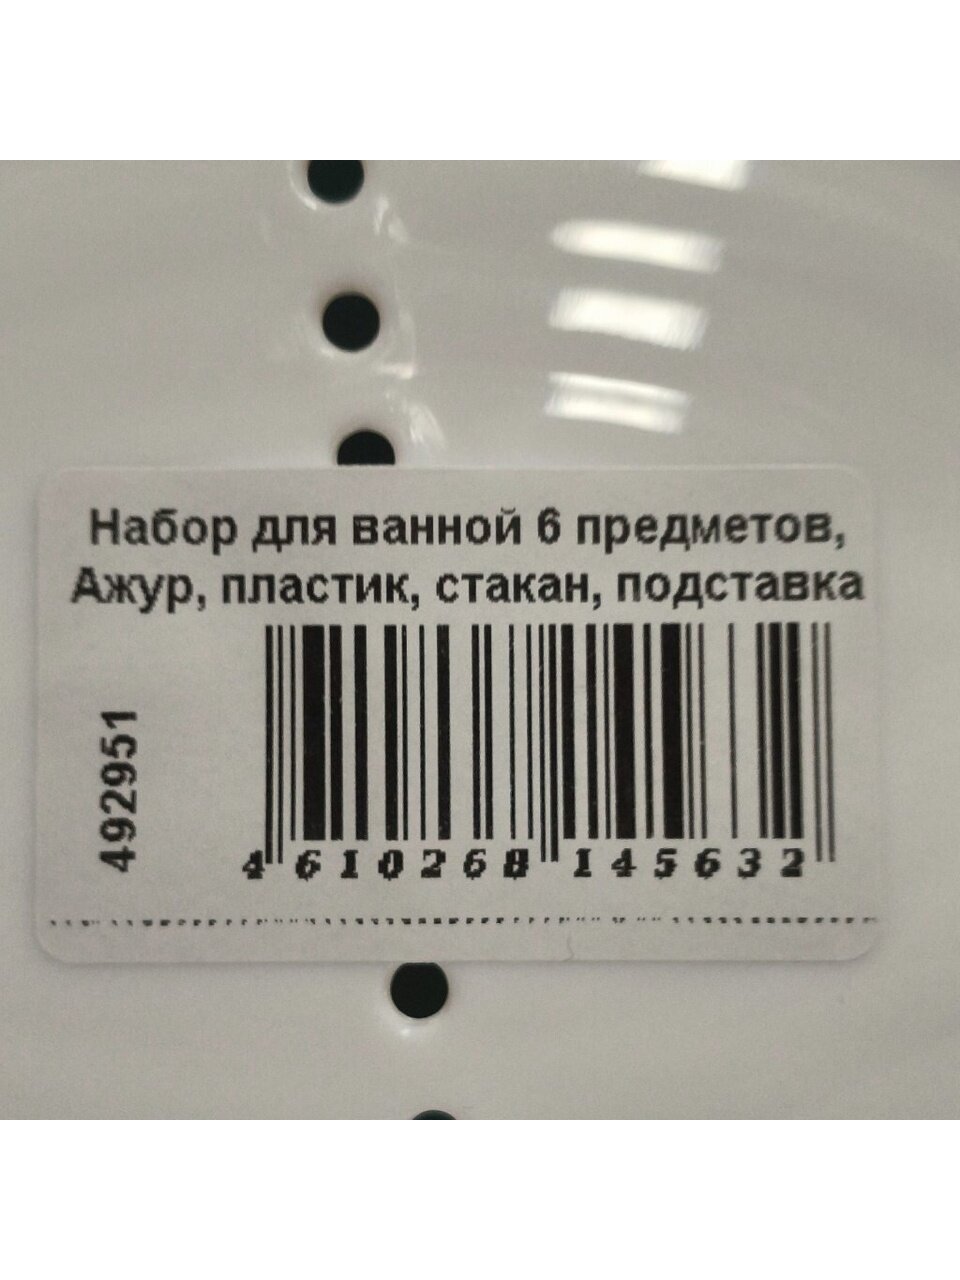 Набор для ванной 6 предметов,
Ажур, пластик, стакан, подставка
492951
4 610268 145632